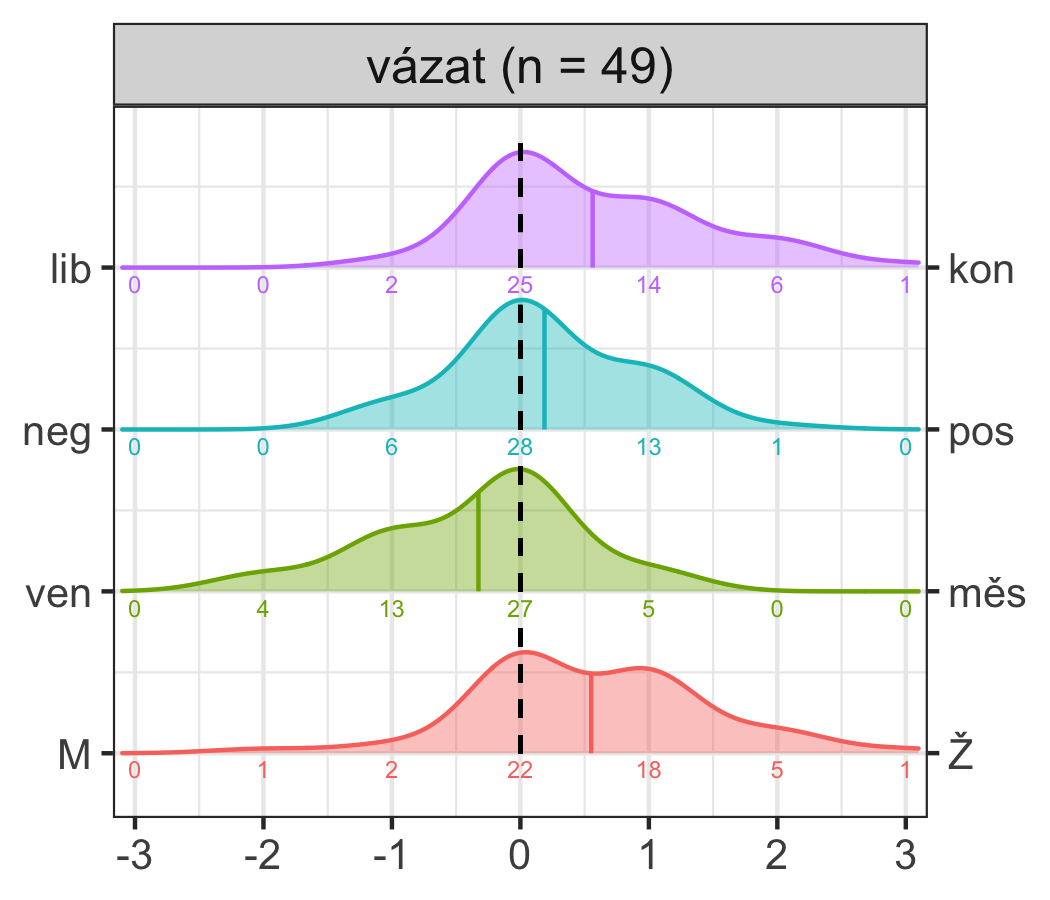 vázat (n = 49)
lib kon
0 0 2 25 14 6 1
neg pos
0 0 6 28 13 1 0
ven měs
0 4 13 27 5 0 0
M Ž
0 1 2 22 18 5 1
-3 -2 -1 0 1 2 3